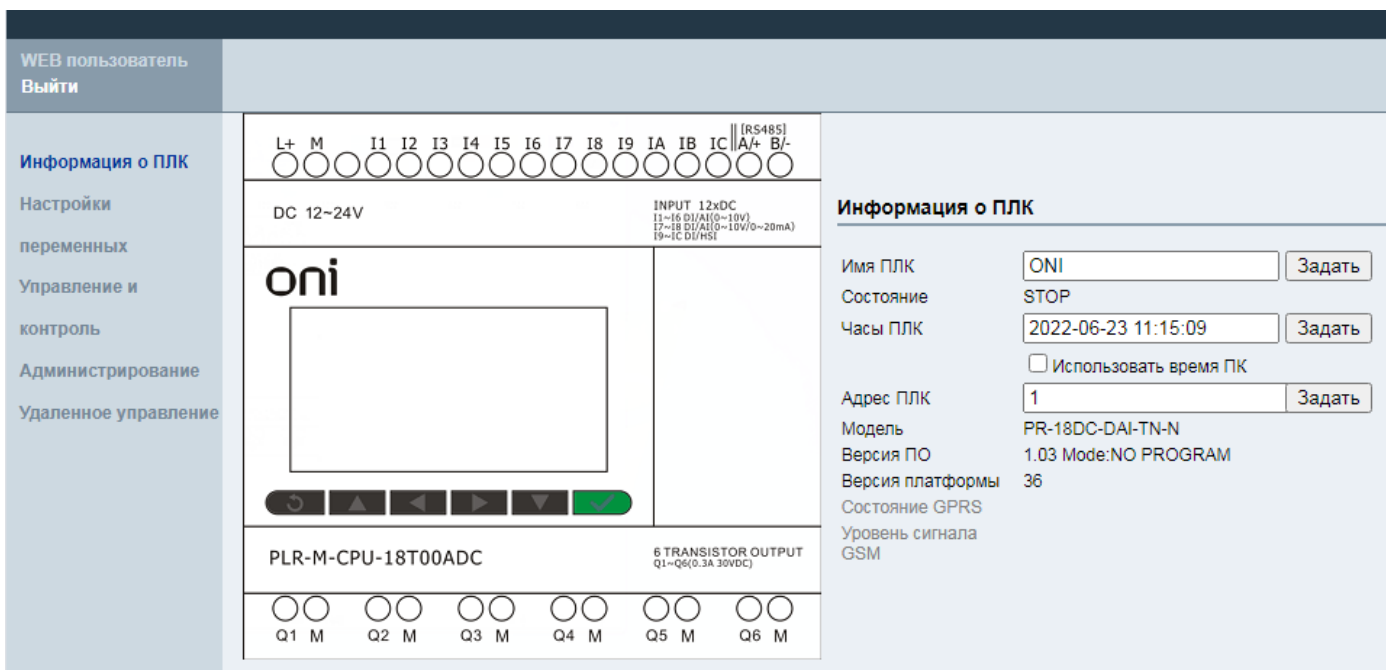 WEB пользователь
Выйти
Информация о ПЛК
Настройки
переменных
Управление и
контроль
Администрирование
Удаленное управление
[RS485]
L+ M I1 I2 I3 I4 I5 I6 I7 I8 I9 IA IB IC A/+ B/-
DC 12~24V
INPUT 12xDC
I1~I6 DI/AI(0~10V)
I7~I8 DI/AI(0~10V/0~20mA)
I9~IC DI/HSI
oni
PLR-M-CPU-18T00ADC
6 TRANSISTOR OUTPUT
Q1~Q6(0.3A 30VDC)
Q1 M Q2 M Q3 M Q4 M Q5 M Q6 M
Информация о ПЛК
Имя ПЛК ONI Задать
Состояние STOP
Часы ПЛК 2022-06-23 11:15:09 Задать
Использовать время ПК
Адрес ПЛК 1 Задать
Модель PR-18DC-DAI-TN-N
Версия ПО 1.03 Mode:NO PROGRAM
Версия платформы 36
Состояние GPRS
Уровень сигнала
GSM